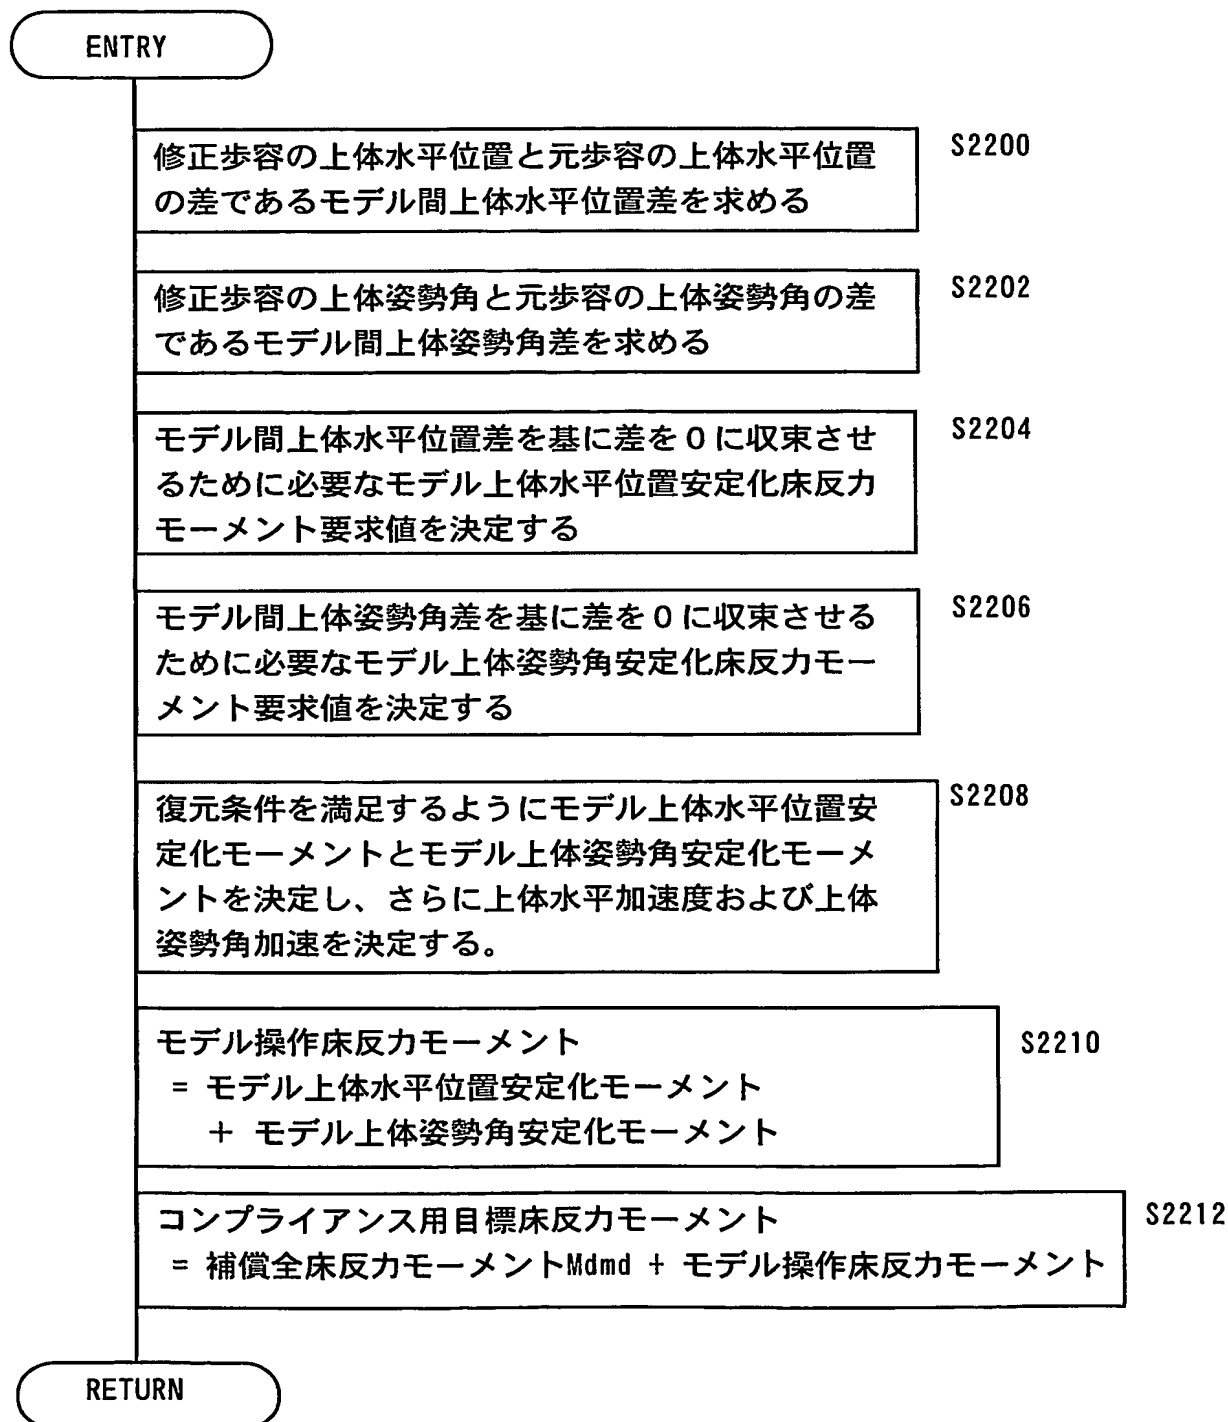 ENTRY
修正歩容の上体水平位置と元歩容の上体水平位置
の差であるモデル間上体水平位置差を求める
S2200
修正歩容の上体姿勢角と元歩容の上体姿勢角の差
であるモデル間上体姿勢角差を求める
S2202
モデル間上体水平位置差を基に差を0に収束させ
るために必要なモデル上体水平位置安定化床反力
モーメント要求値を決定する
S2204
モデル間上体姿勢角差を基に差を0に収束させる
ために必要なモデル上体姿勢角安定化床反力モー
メント要求値を決定する
S2206
復元条件を満足するようにモデル上体水平位置安
定化モーメントとモデル上体姿勢角安定化モーメ
ントを決定し、さらに上体水平加速度および上体
姿勢角加速を決定する。
S2208
モデル操作床反力モーメント
= モデル上体水平位置安定化モーメント
+ モデル上体姿勢角安定化モーメント
S2210
コンプライアンス用目標床反力モーメント
= 補償全床反力モーメントMdmd + モデル操作床反力モーメント
S2212
RETURN